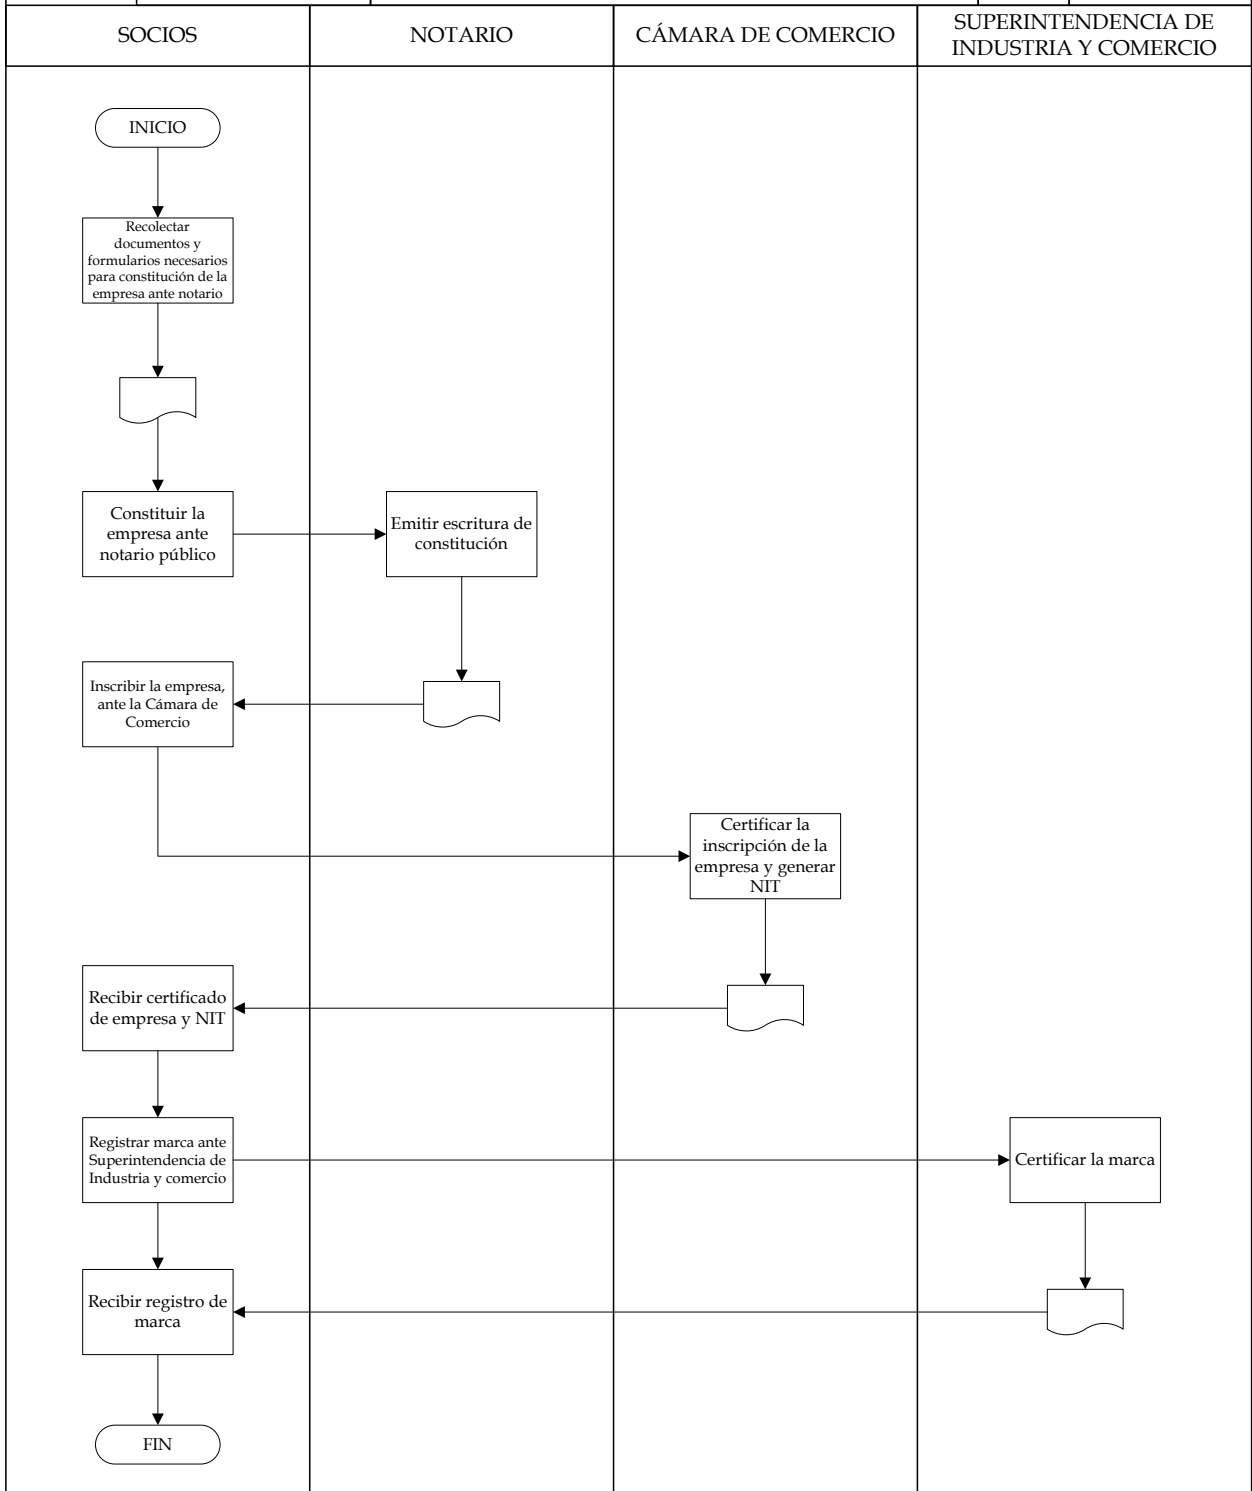 SOCIOS
NOTARIO
CÁMARA DE COMERCIO
SUPERINTENDENCIA DE
INDUSTRIA Y COMERCIO
INICIO
Recolectar
documentos y
formularios necesarios
para constitución de la
empresa ante notario
Constituir la
empresa ante
notario público
Emitir escritura de
constitución
Inscribir la empresa,
ante la Cámara de
Comercio
Certificar la
inscripción de la
empresa y generar
NIT
Recibir certificado
de empresa y NIT
Registrar marca ante
Superintendencia de
Industria y comercio
Certificar la marca
Recibir registro de
marca
FIN